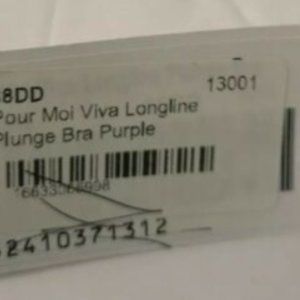 8DD 13001
Pour Moi Viva Longline
Plunge Bra Purple
2410371312